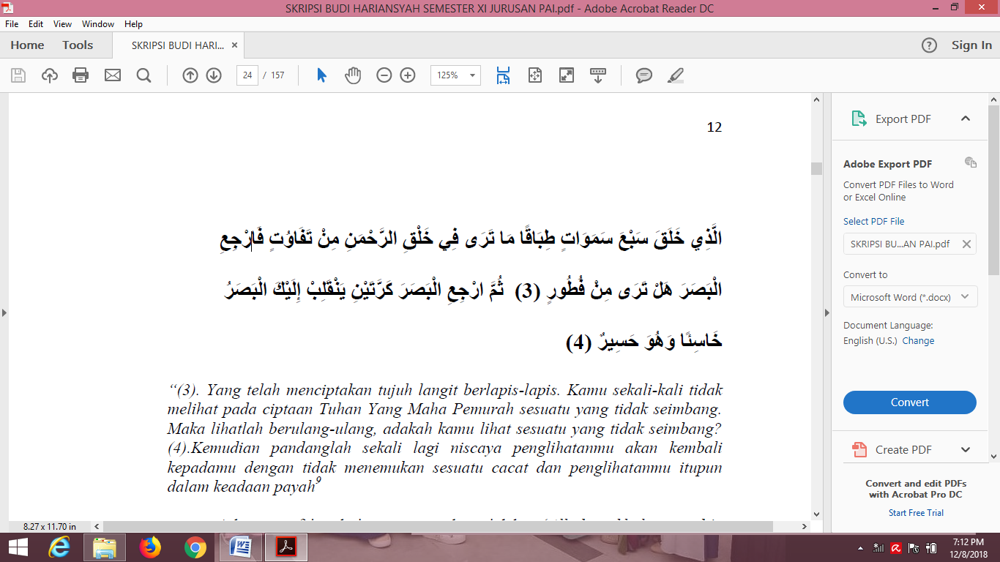 SKRIPSI BUDI HARIANSYAH SEMESTER XI JURUSAN PAI.pdf - Adobe Acrobat Reader DC
File Edit View Window Help
Home Tools SKRIPSI BUDI HARI... × Sign In
24 / 157 125%
12
الَّذِي خَلَقَ سَبْعَ سَمَوَاتٍ طِبَاقًا مَا تَرَى فِي خَلْقِ الرَّحْمَنِ مِنْ تَفَاوُتٍ فَارْجِعِ
الْبَصَرَ هَلْ تَرَى مِنْ فُطُورٍ (3) ثُمَّ ارْجِعِ الْبَصَرَ كَرَّتَيْنِ يَنْقَلِبْ إِلَيْكَ الْبَصَرُ
خَاسِئًا وَهُوَ حَسِيرٌ (4)
“(3). Yang telah menciptakan tujuh langit berlapis-lapis. Kamu sekali-kali tidak
melihat pada ciptaan Tuhan Yang Maha Pemurah sesuatu yang tidak seimbang.
Maka lihatlah berulang-ulang, adakah kamu lihat sesuatu yang tidak seimbang?
(4).Kemudian pandanglah sekali lagi niscaya penglihatanmu akan kembali
kepadamu dengan tidak menemukan sesuatu cacat dan penglihatanmu itupun
dalam keadaan payah9
8.27 x 11.70 in
Export PDF
Adobe Export PDF
Convert PDF Files to Word
or Excel Online
Select PDF File
SKRIPSI BU...AN PAI.pdf
Convert to
Microsoft Word (*.docx)
Document Language:
English (U.S.) Change
Convert
Create PDF
Convert and edit PDFs
with Acrobat Pro DC
Start Free Trial
7:12 PM
12/8/2018